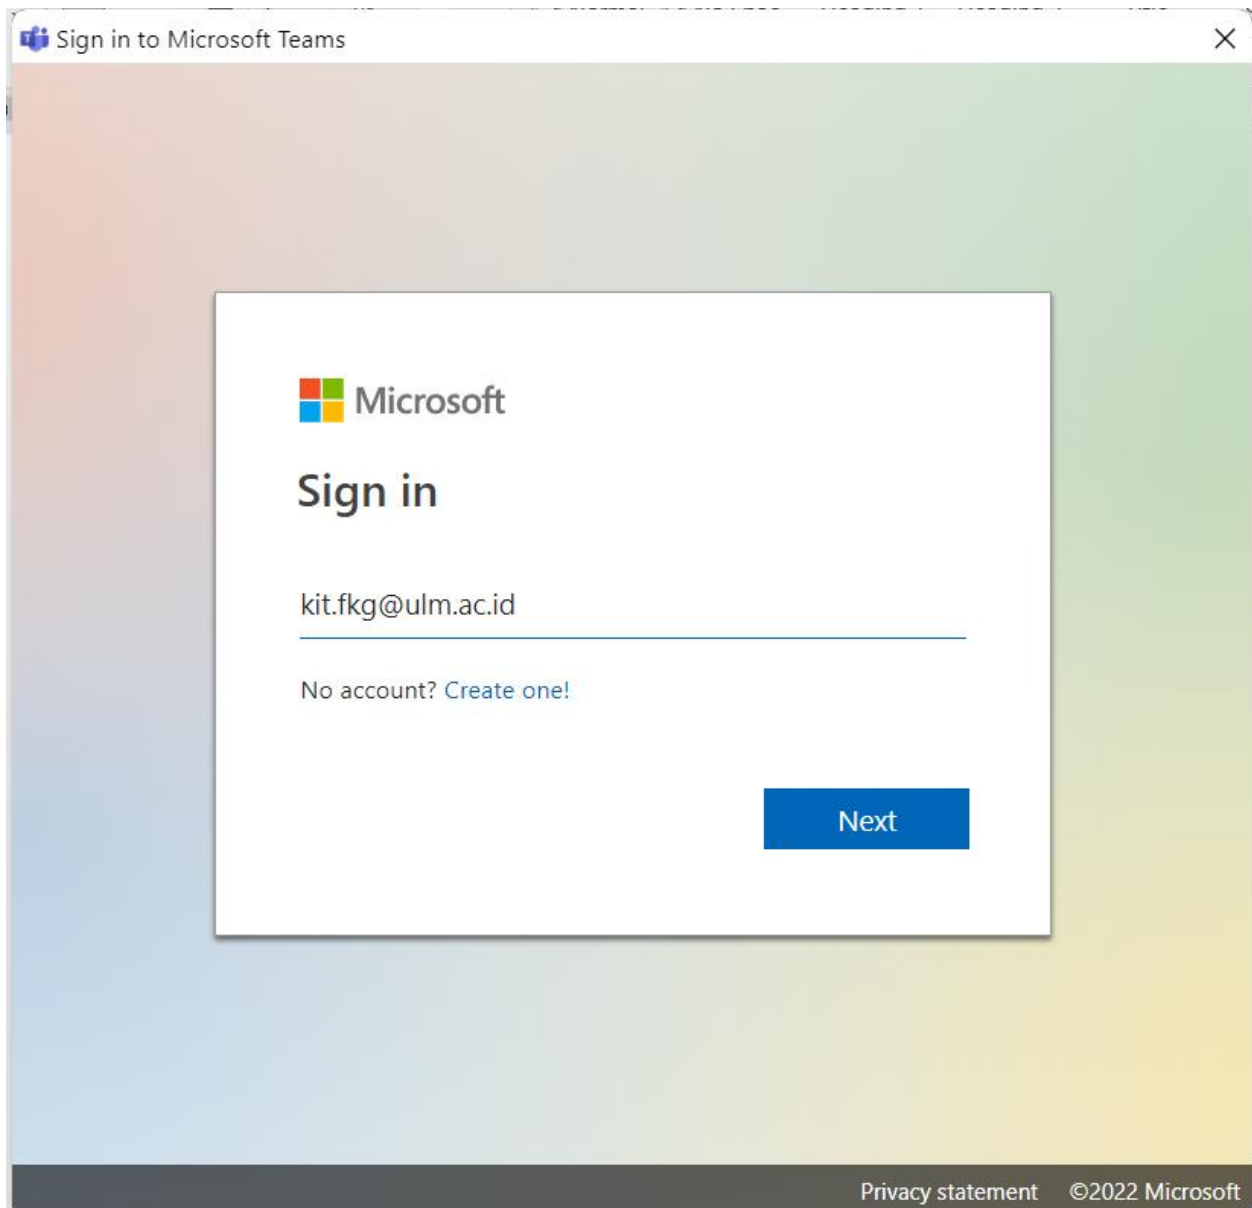 Sign in to Microsoft Teams
Microsoft
Sign in
kit.fkg@ulm.ac.id
No account? Create one!
Next
Privacy statement ©2022 Microsoft